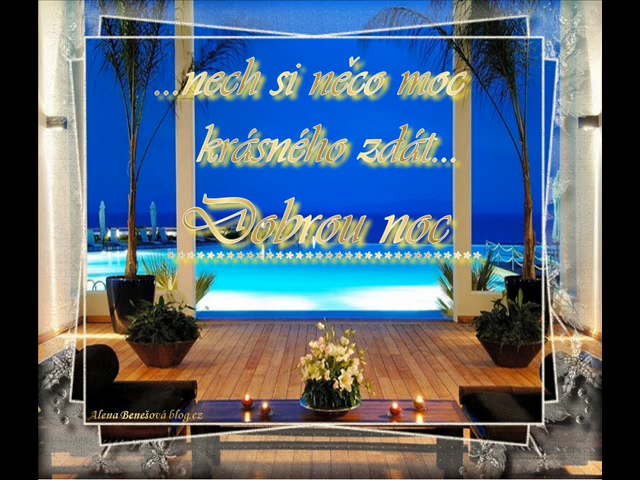 ...nech si něco moc
krásného zdát...
Dobrou noc
Alena Benešová blog.cz